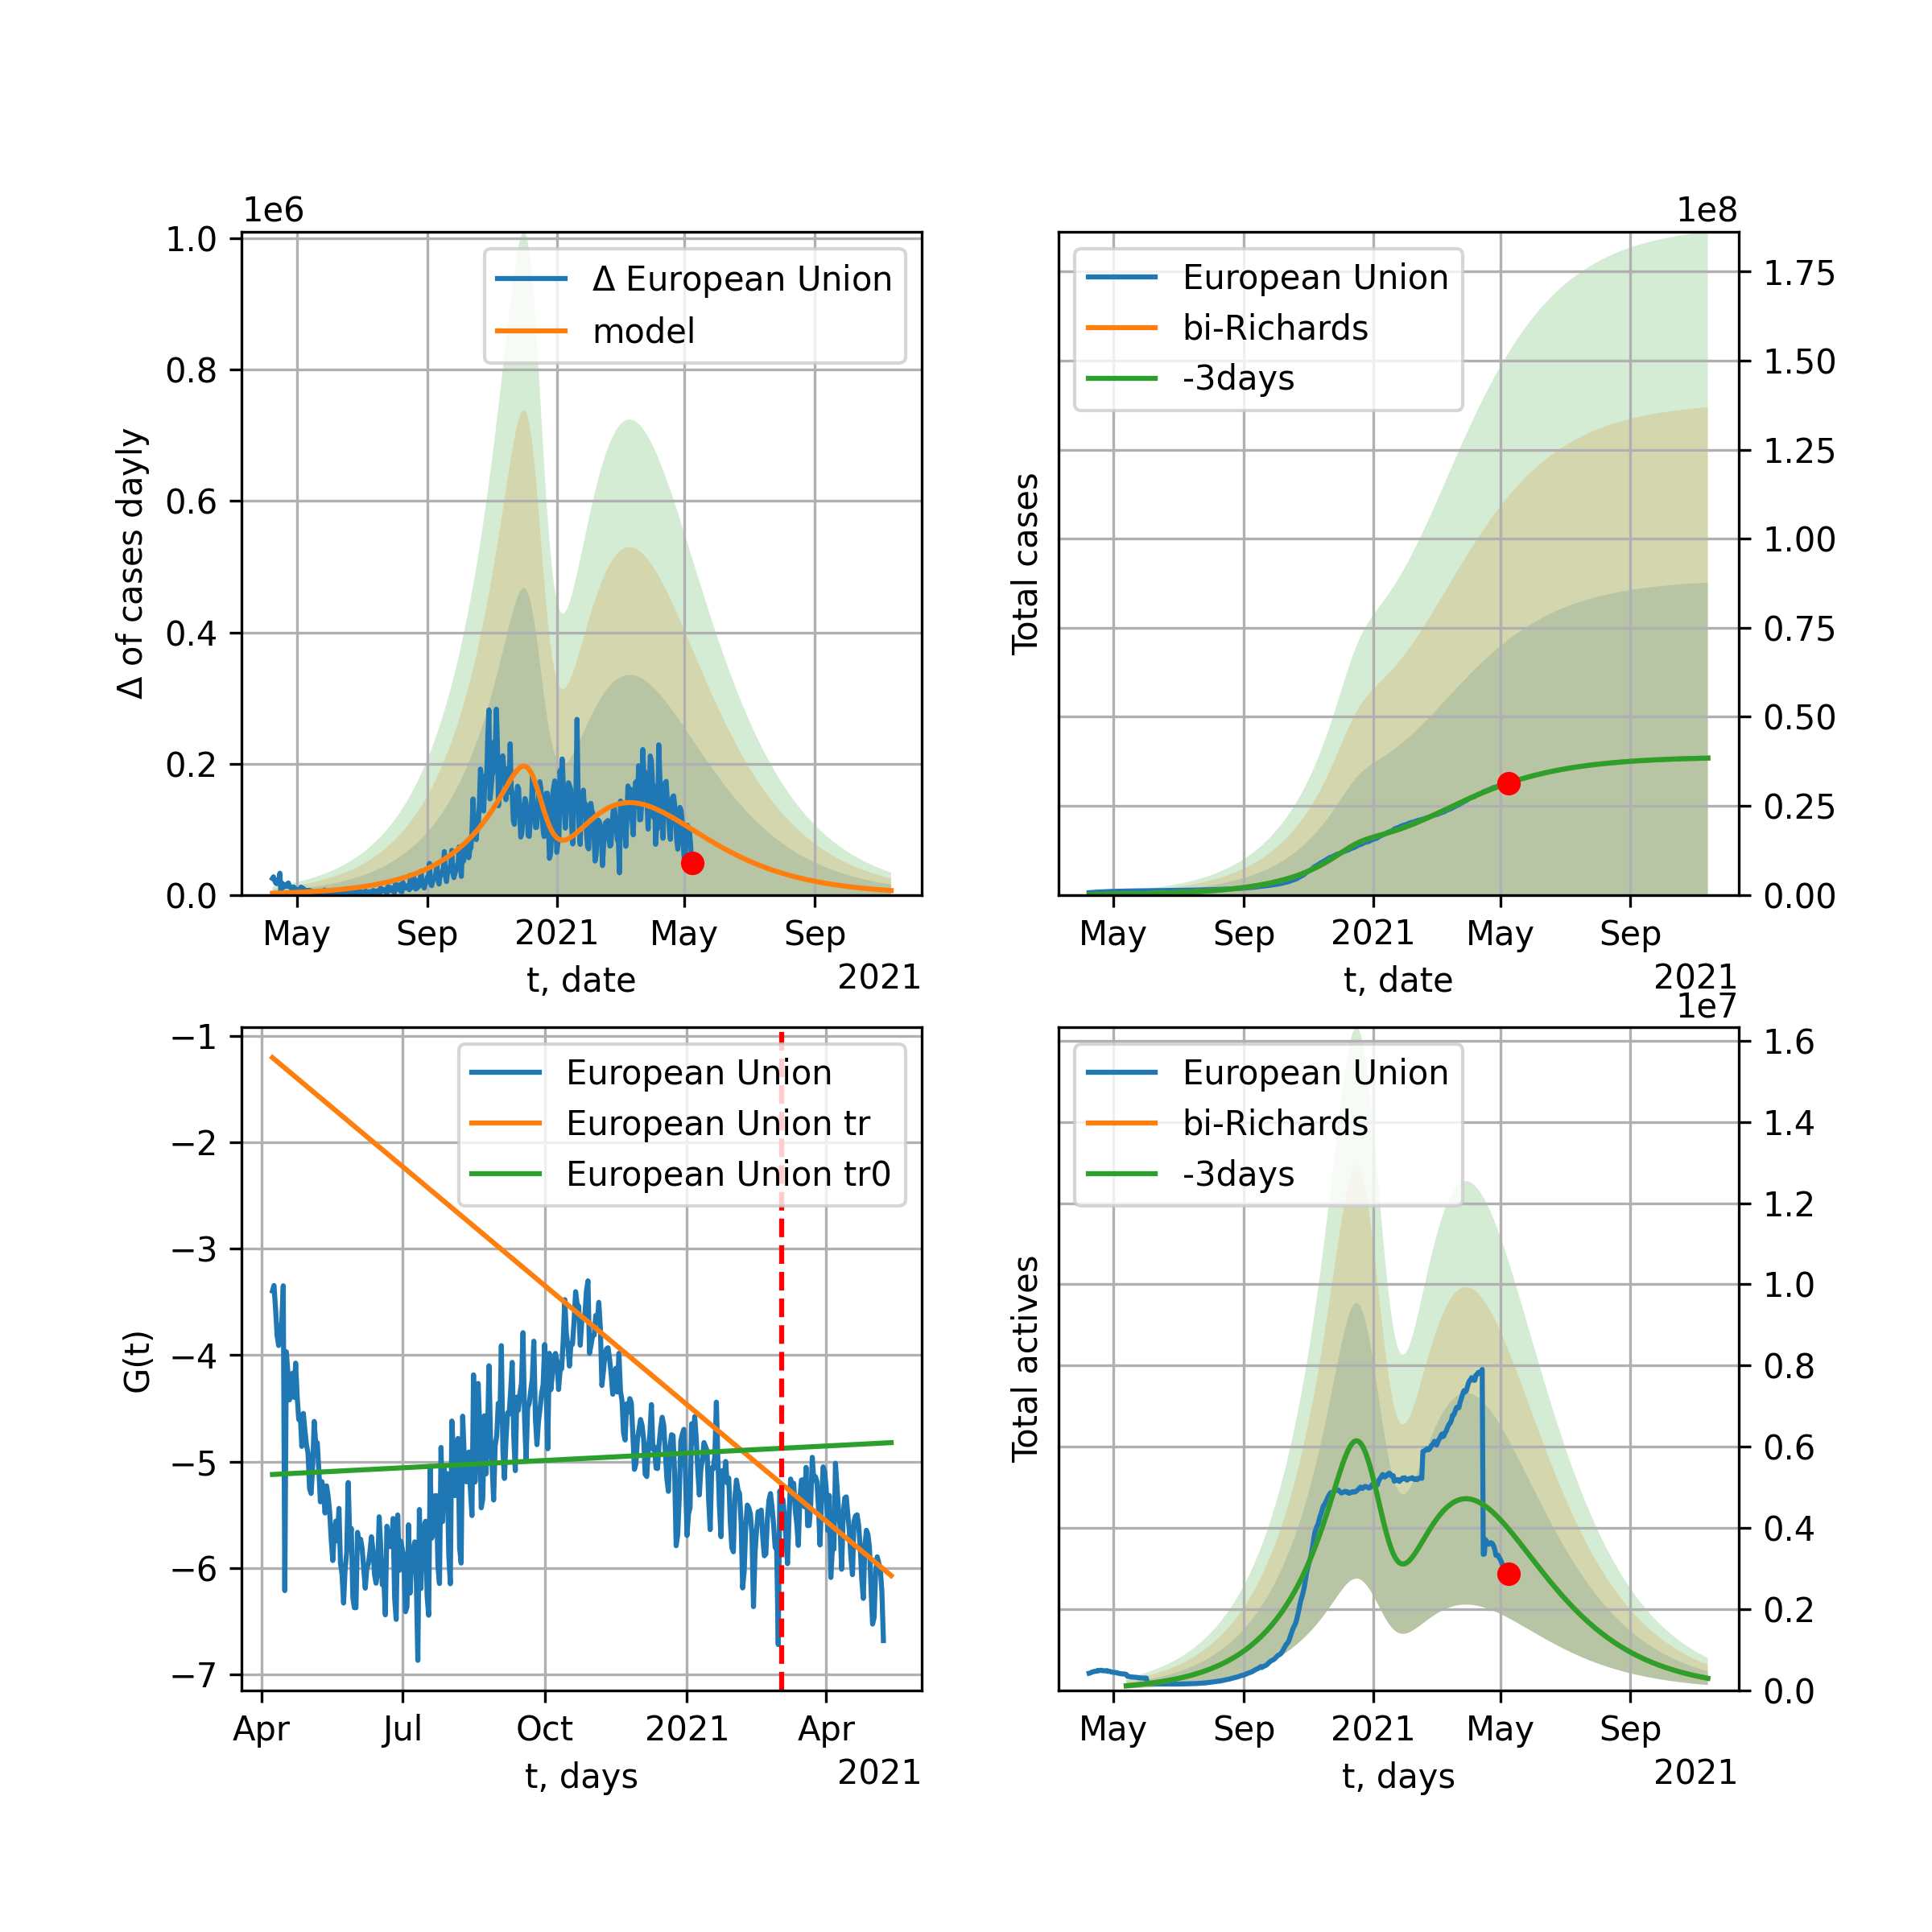 1e6
1.0
0.8
0.6
0.4
0.2
0.0
Δ of cases dayly
Δ European Union
model
May Sep 2021 May Sep
t, date
2021
1e8
European Union
bi-Richards
-3days
Total cases
1.75
1.50
1.25
1.00
0.75
0.50
0.25
0.00
May Sep 2021 May Sep
t, date
2021
−1
−2
−3
−4
−5
−6
−7
G(t)
European Union
European Union tr
European Union tr0
Apr Jul Oct 2021 Apr
t, days
2021
1e7
European Union
bi-Richards
-3days
Total actives
1.6
1.4
1.2
1.0
0.8
0.6
0.4
0.2
0.0
May Sep 2021 May Sep
t, days
2021